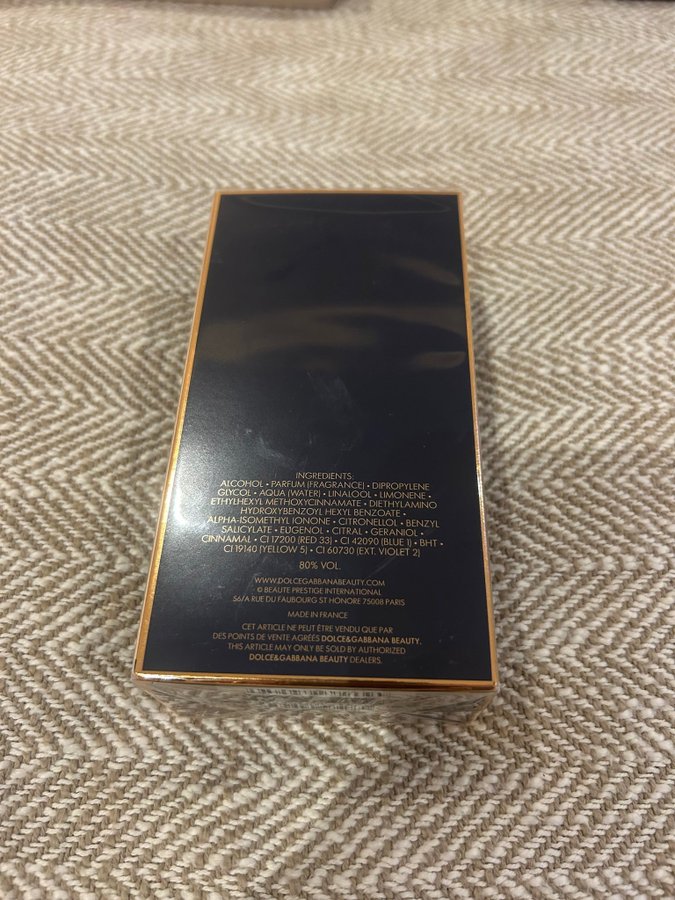 INGREDIENTS:
ALCOHOL • PARFUM (FRAGRANCE) • DIPROPYLENE
GLYCOL • AQUA (WATER) • LINALOOL • LIMONENE •
ETHYLHEXYL METHOXYCINNAMATE • DIETHYLAMINO
HYDROXYBENZOYL HEXYL BENZOATE •
ALPHA-ISOMETHYL IONONE • CITRONELLOL • BENZYL
SALICYLATE • EUGENOL • CITRAL • GERANIOL •
CINNAMAL • CI 17200 (RED 33) • CI 42090 (BLUE 1) • BHT •
CI 19140 (YELLOW 5) • CI 60730 (EXT. VIOLET 2)
80% VOL.
WWW.DOLCEGABBANABEAUTY.COM
© BEAUTE PRESTIGE INTERNATIONAL
56/A RUE DU FAUBOURG ST HONORE 75008 PARIS
MADE IN FRANCE
CET ARTICLE NE PEUT ÊTRE VENDU QUE PAR
DES POINTS DE VENTE AGRÉÉS DOLCE&GABBANA BEAUTY.
THIS ARTICLE MAY ONLY BE SOLD BY AUTHORIZED
DOLCE&GABBANA BEAUTY DEALERS.